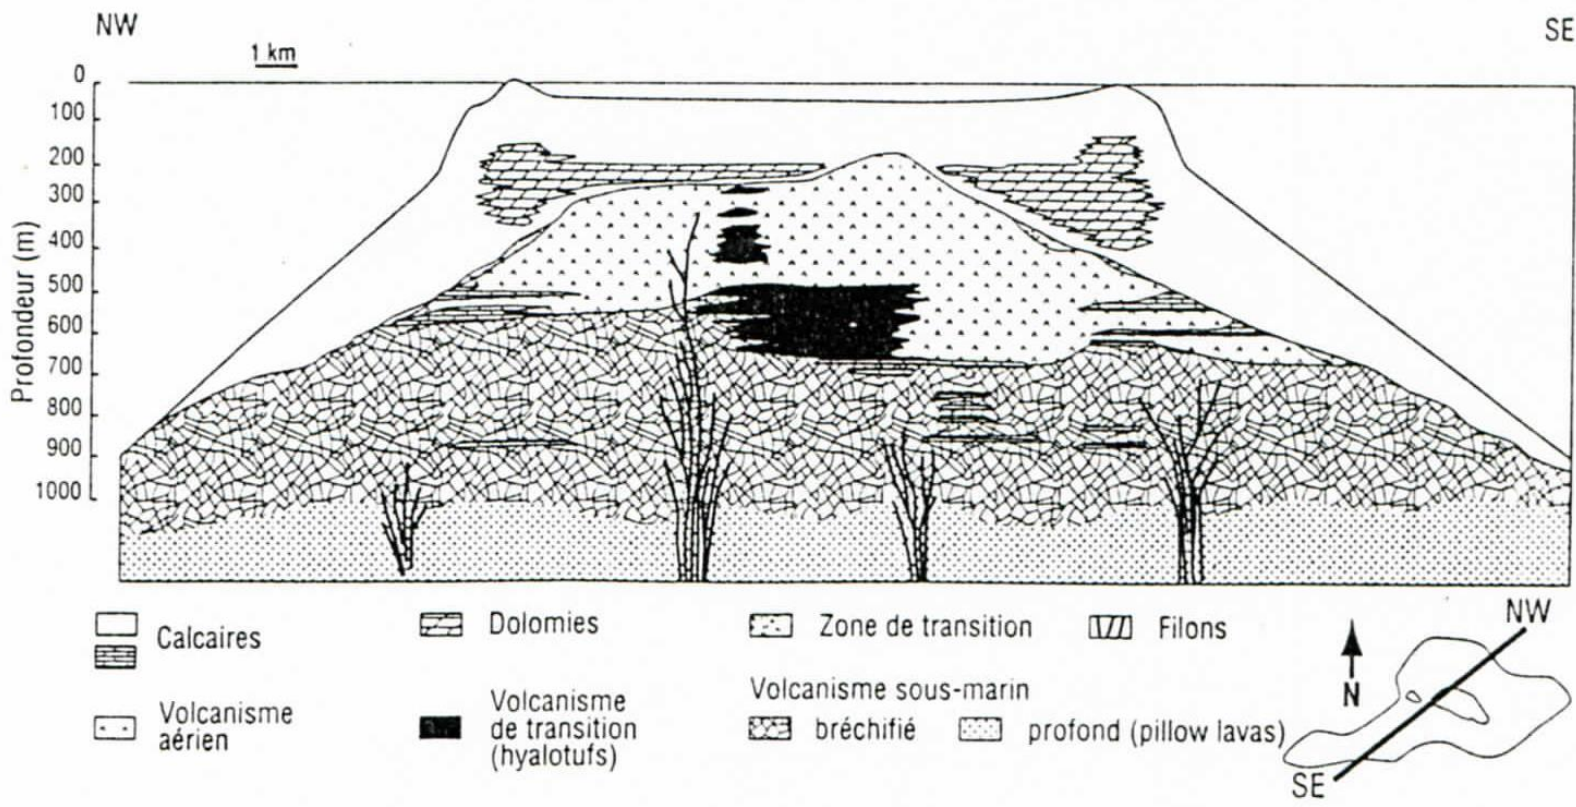 NW
SE
1 km
Profondeur (m)
0
100
200
300
400
500
600
700
800
900
1000
Calcaires
Dolomies
Zone de transition
Filons
Volcanisme
aérien
Volcanisme
de transition
(hyalotufs)
Volcanisme sous-marin
bréchifié
profond (pillow lavas)
N
NW
SE